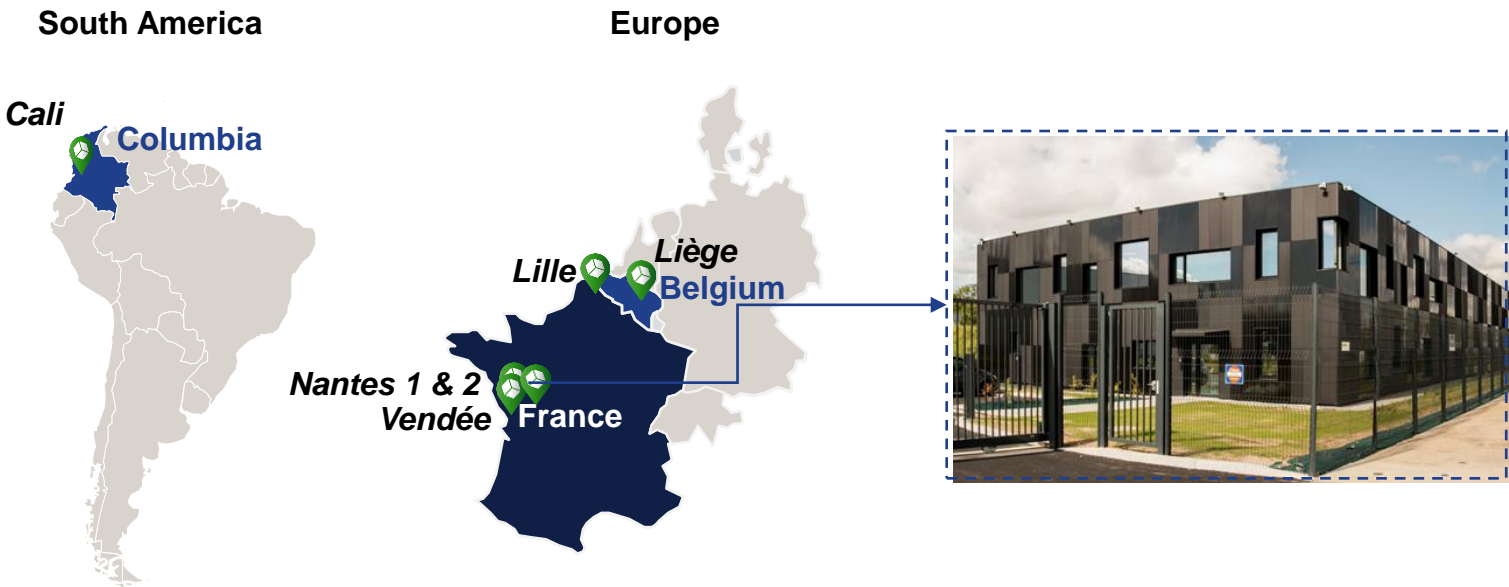 South America
Europe
Cali
Columbia
Lille
Liège
Belgium
Nantes 1 & 2
Vendée
France